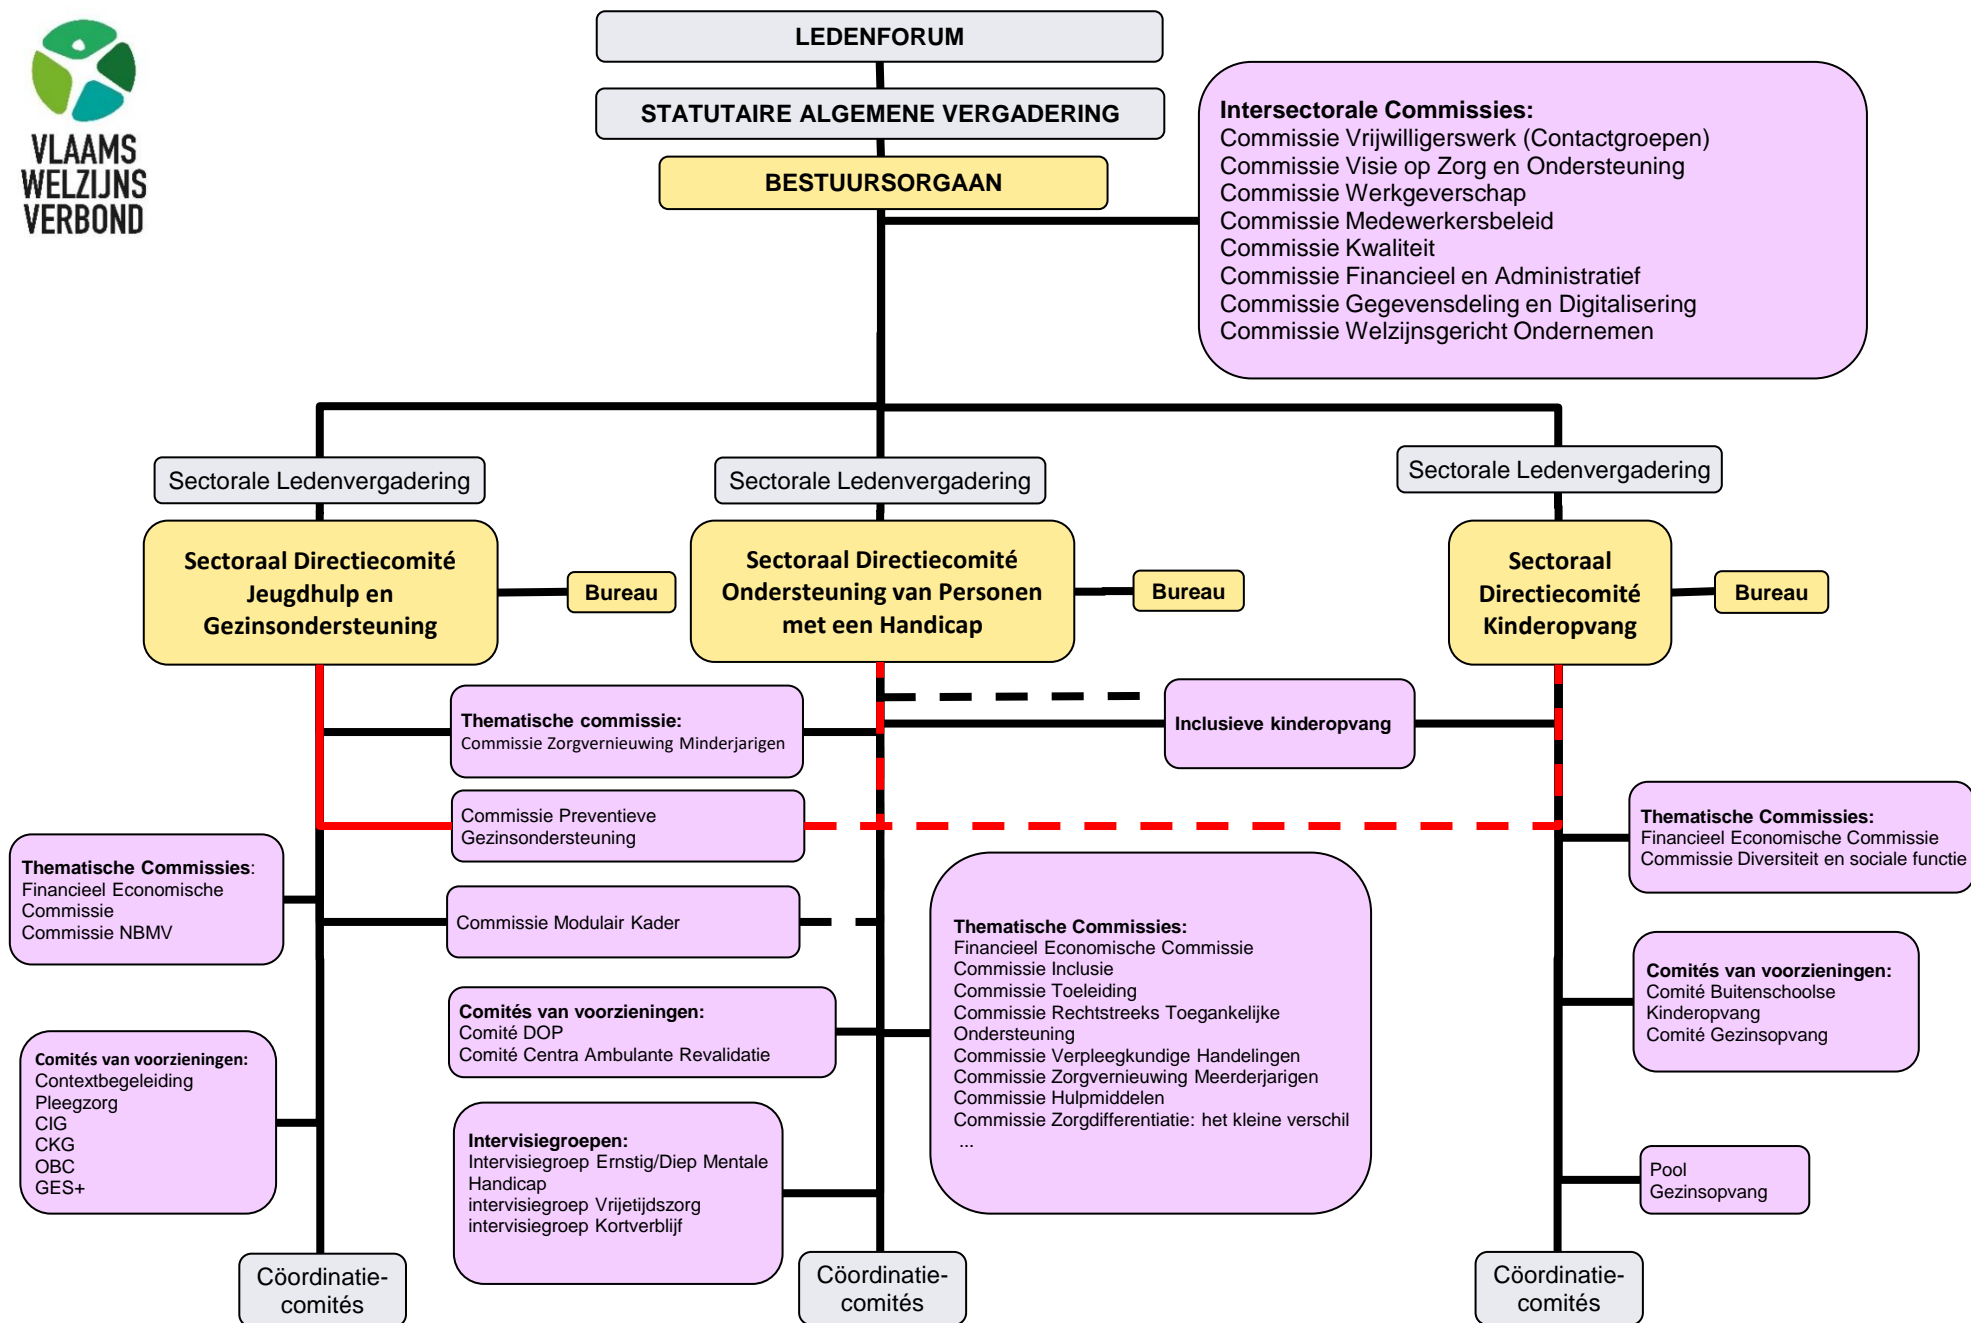 VLAAMS
WELZIJNS
VERBOND
LEDENFORUM
STATUTAIRE ALGEMENE VERGADERING
BESTUURSORGAAN
Intersectorale Commissies:
Commissie Vrijwilligerswerk (Contactgroepen)
Commissie Visie op Zorg en Ondersteuning
Commissie Werkgeverschap
Commissie Medewerkersbeleid
Commissie Kwaliteit
Commissie Financieel en Administratief
Commissie Gegevensdeling en Digitalisering
Commissie Welzijnsgericht Ondernemen
Sectorale Ledenvergadering
Sectorale Ledenvergadering
Sectorale Ledenvergadering
Sectoraal Directiecomité
Jeugdhulp en
Gezinsondersteuning
Bureau
Sectoraal Directiecomité
Ondersteuning van Personen
met een Handicap
Bureau
Sectoraal
Directiecomité
Kinderopvang
Bureau
Thematische commissie:
Commissie Zorgvernieuwing Minderjarigen
Inclusieve kinderopvang
Commissie Preventieve
Gezinsondersteuning
Thematische Commissies:
Financieel Economische Commissie
Commissie Diversiteit en sociale functie
Thematische Commissies:
Financieel Economische
Commissie
Commissie NBMV
Commissie Modulair Kader
Thematische Commissies:
Financieel Economische Commissie
Commissie Inclusie
Commissie Toeleiding
Commissie Rechtstreeks Toegankelijke
Ondersteuning
Commissie Verpleegkundige Handelingen
Commissie Zorgvernieuwing Meerderjarigen
Commissie Hulpmiddelen
Commissie Zorgdifferentiatie: het kleine verschil
...
Comités van voorzieningen:
Comité Buitenschoolse
Kinderopvang
Comité Gezinsopvang
Comités van voorzieningen:
Comité DOP
Comité Centra Ambulante Revalidatie
Comités van voorzieningen:
Contextbegeleiding
Pleegzorg
CIG
CKG
OBC
GES+
Intervisiegroepen:
Intervisiegroep Ernstig/Diep Mentale
Handicap
intervisiegroep Vrijetijdszorg
intervisiegroep Kortverblijf
Pool
Gezinsopvang
Cöordinatie-
comités
Cöordinatie-
comités
Cöordinatie-
comités